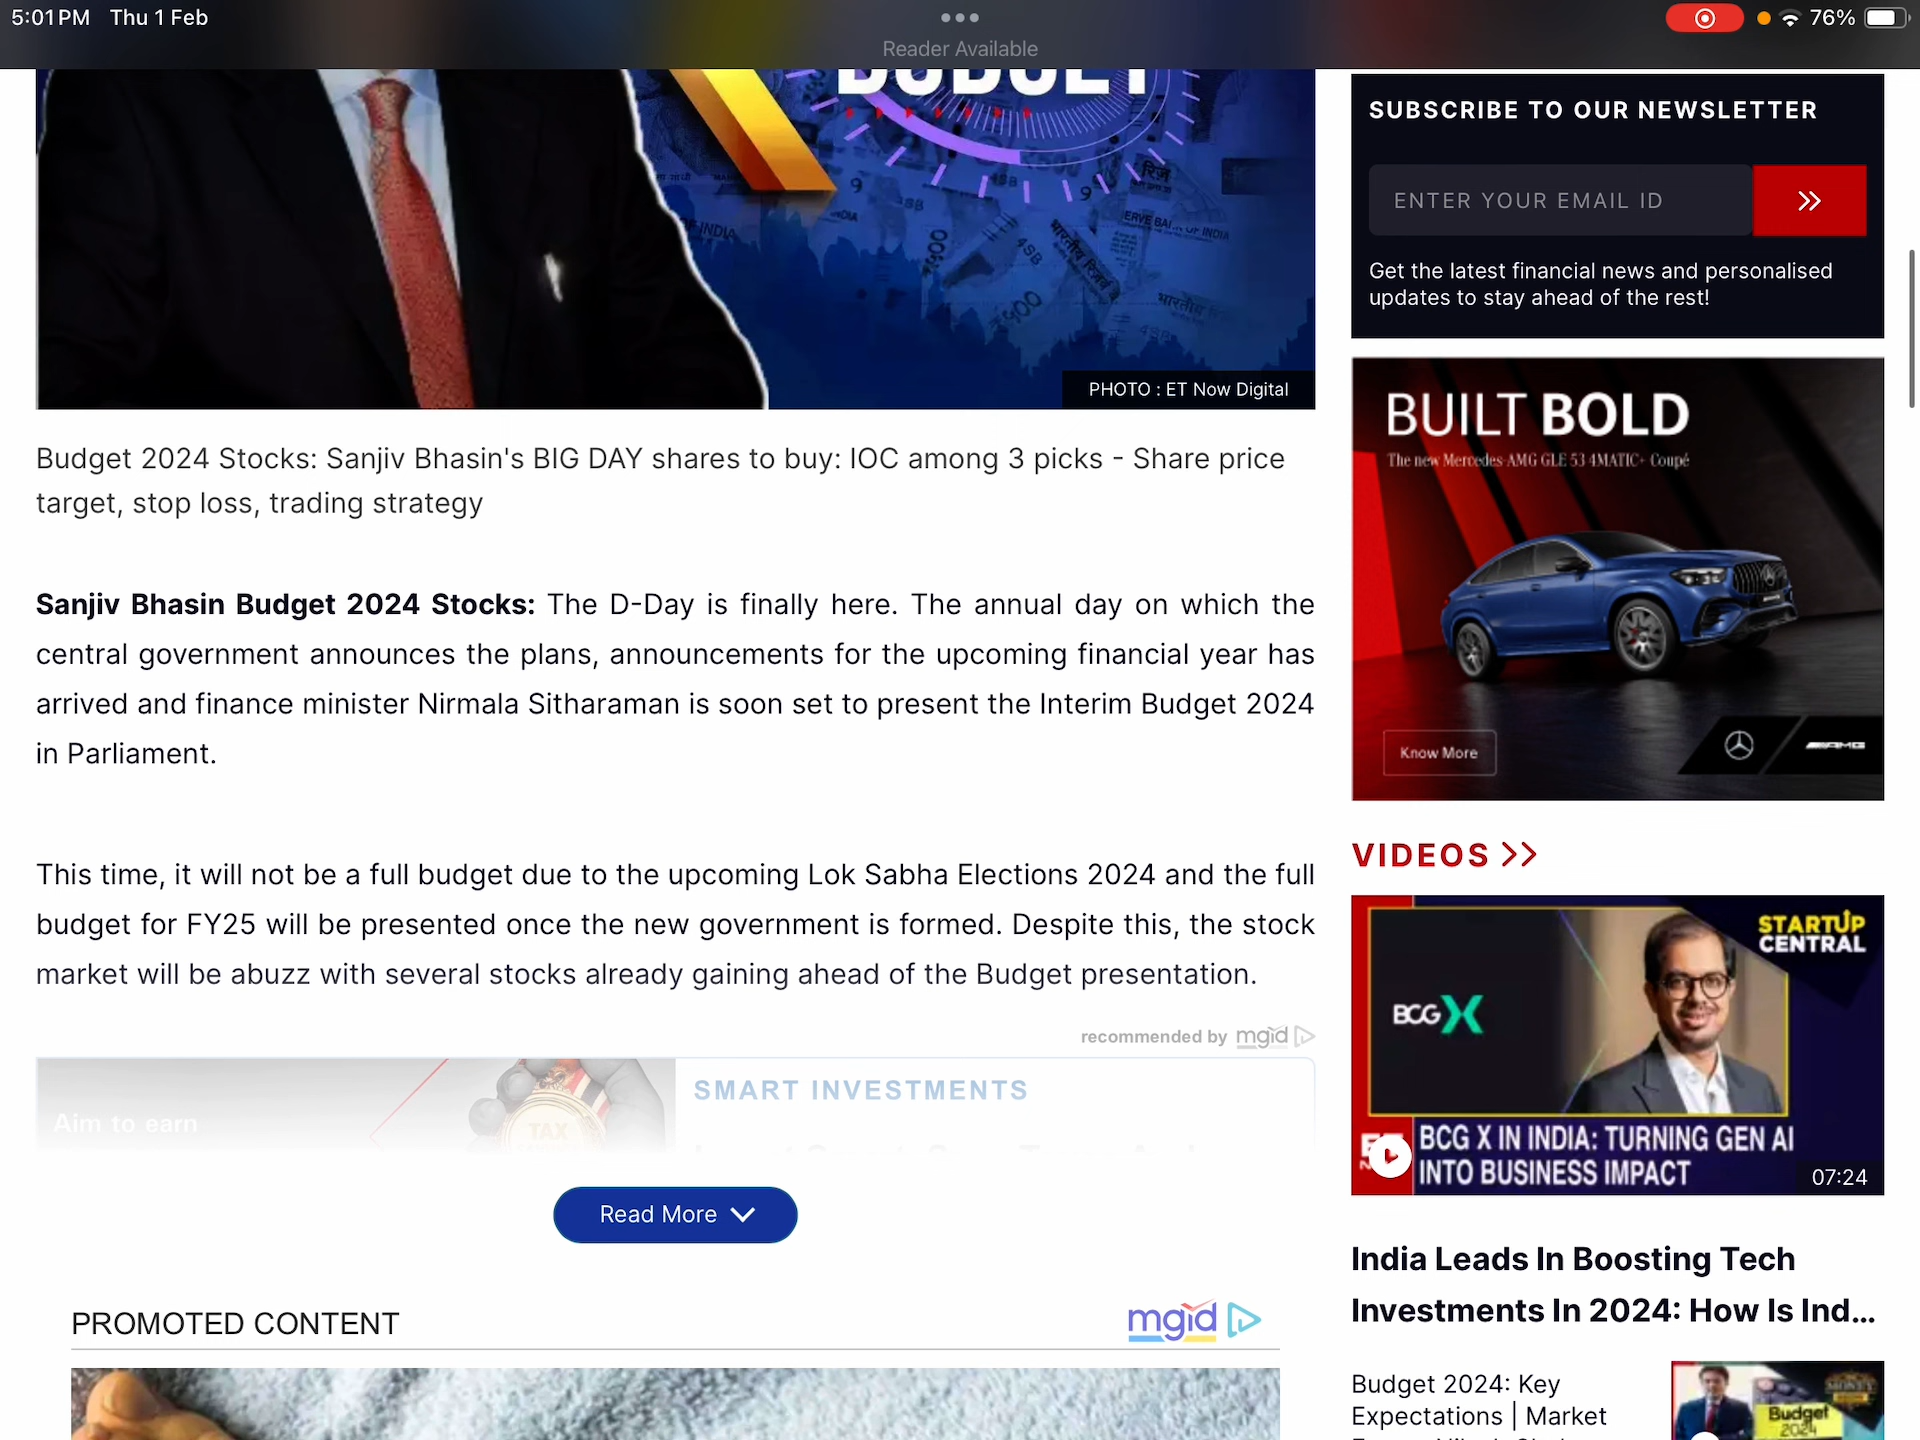 5:01 PM Thu 1 Feb
76%
Reader Available
BUDGET
PHOTO : ET Now Digital
Budget 2024 Stocks: Sanjiv Bhasin's BIG DAY shares to buy: IOC among 3 picks - Share price
target, stop loss, trading strategy
Sanjiv Bhasin Budget 2024 Stocks: The D-Day is finally here. The annual day on which the
central government announces the plans, announcements for the upcoming financial year has
arrived and finance minister Nirmala Sitharaman is soon set to present the Interim Budget 2024
in Parliament.
This time, it will not be a full budget due to the upcoming Lok Sabha Elections 2024 and the full
budget for FY25 will be presented once the new government is formed. Despite this, the stock
market will be abuzz with several stocks already gaining ahead of the Budget presentation.
recommended by mgid
Aim to earn
TAX
SMART INVESTMENTS
Read More
PROMOTED CONTENT
mgid
SUBSCRIBE TO OUR NEWSLETTER
ENTER YOUR EMAIL ID
Get the latest financial news and personalised
updates to stay ahead of the rest!
BUILT BOLD
The new Mercedes-AMG GLE 53 4MATIC+ Coupé
Know More
AMG
VIDEOS
STARTUP
CENTRAL
BCG X
BCG X IN INDIA: TURNING GEN AI
INTO BUSINESS IMPACT
07:24
India Leads In Boosting Tech
Investments In 2024: How Is Ind...
Budget 2024: Key
Expectations | Market
Budget
2024